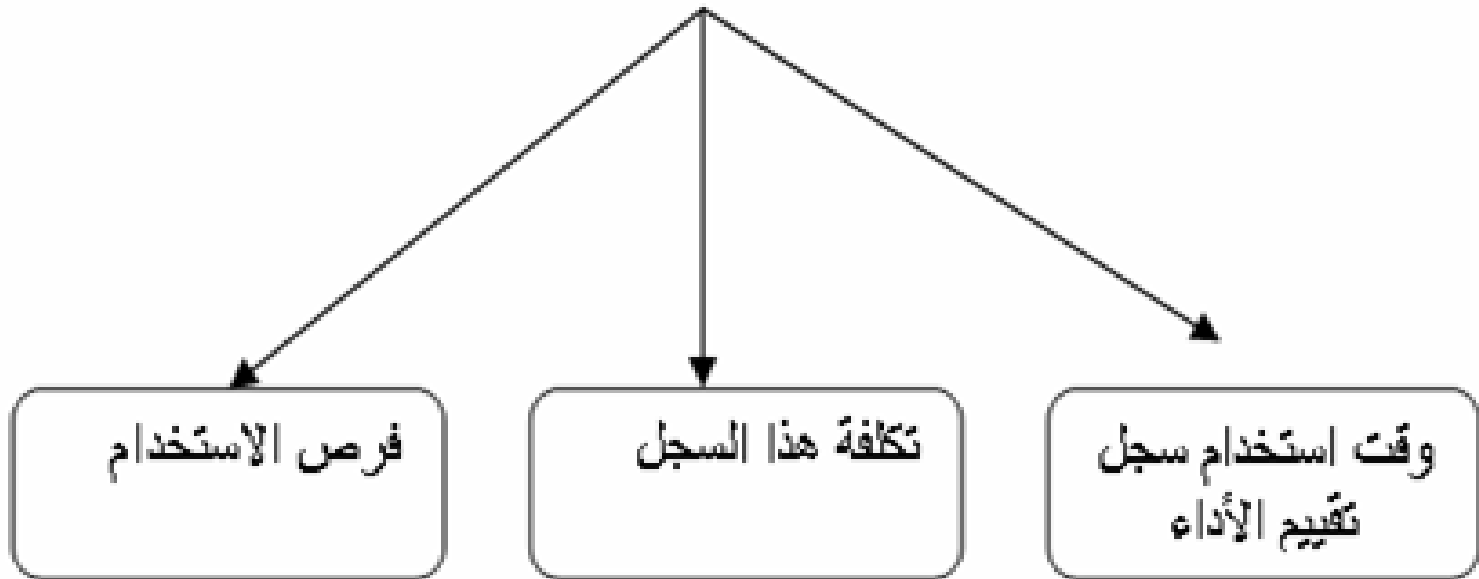 وقت استخدام سجل
تقييم الأداء
تكلفة هذا السجل
فرص الاستخدام